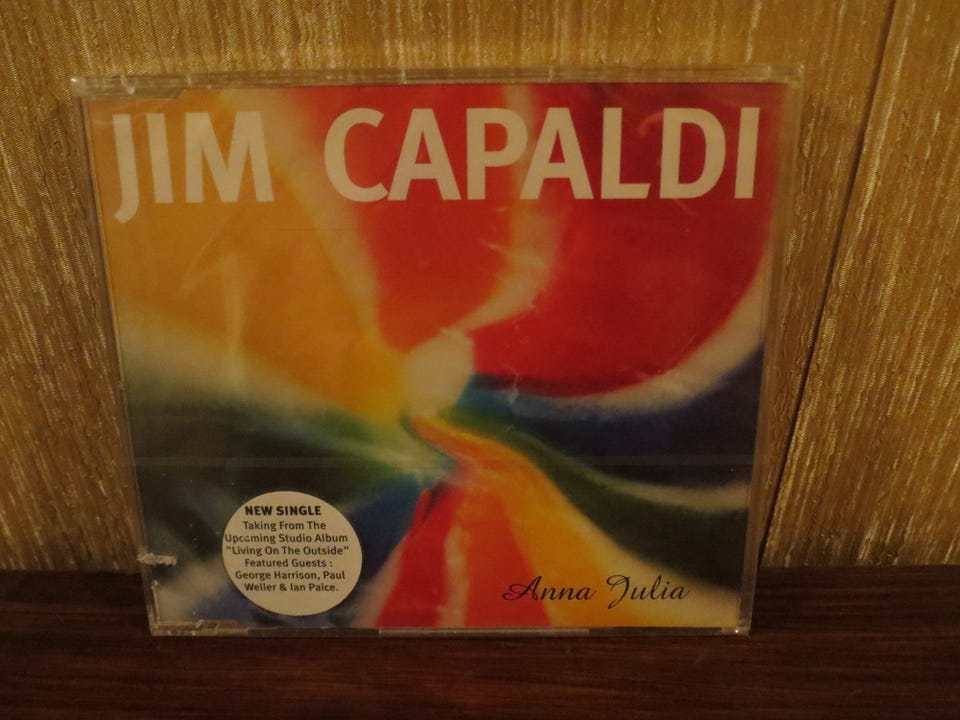 JIM CAPALDI
NEW SINGLE
Taking From The
Upcoming Studio Album
"Living On The Outside"
Featured Guests :
George Harrison, Paul
Weller & Ian Paice.
Anna Julia